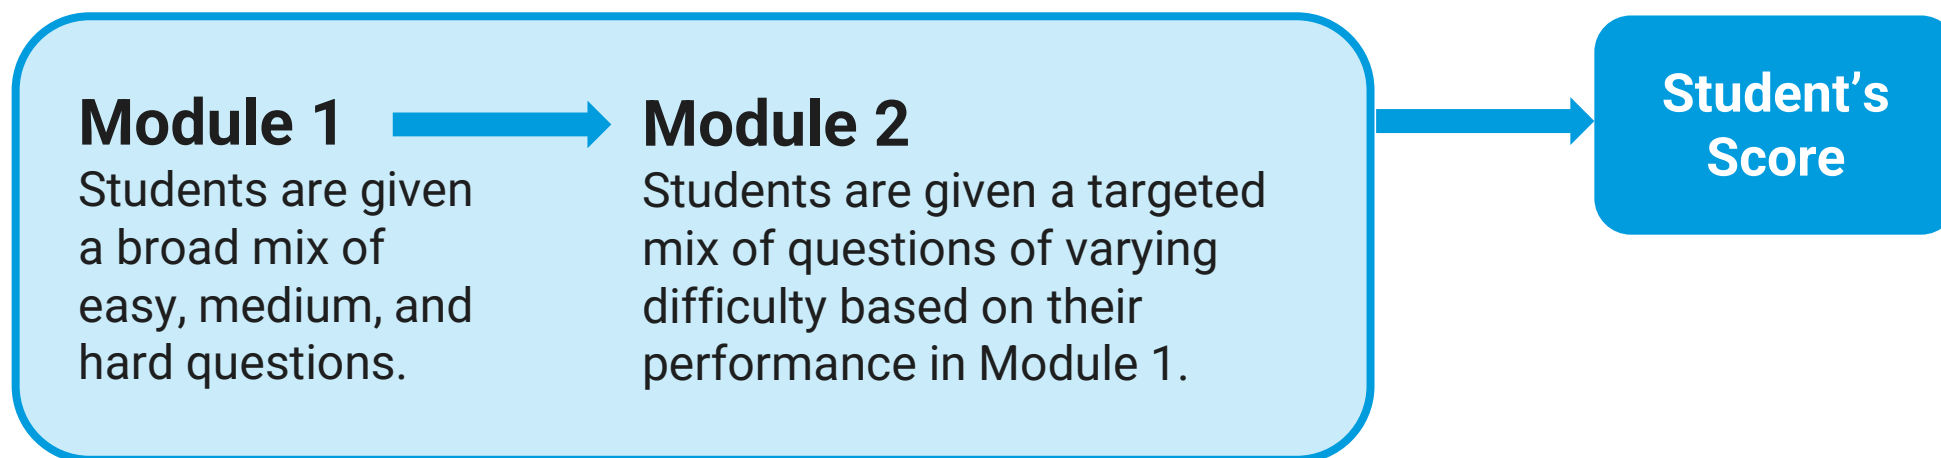 Module 1
Students are given
a broad mix of
easy, medium, and
hard questions.
Module 2
Students are given a targeted
mix of questions of varying
difficulty based on their
performance in Module 1.
Student’s
Score